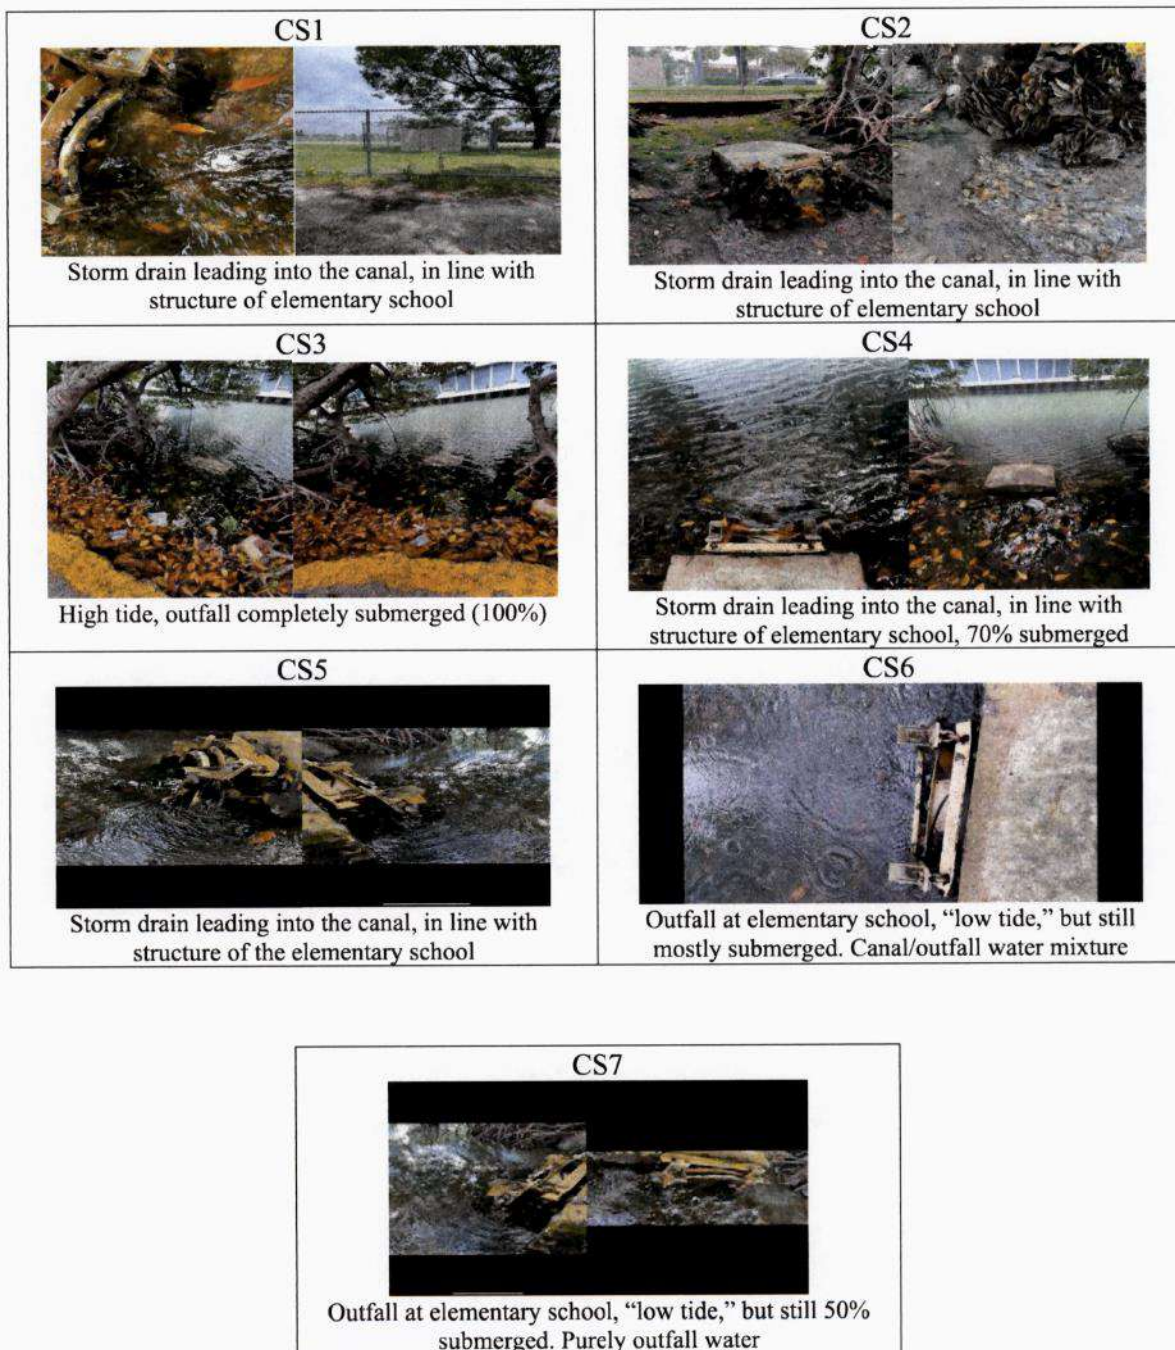 CS1
Storm drain leading into the canal, in line with
structure of elementary school
CS2
Storm drain leading into the canal, in line with
structure of elementary school
CS3
High tide, outfall completely submerged (100%)
CS4
Storm drain leading into the canal, in line with
structure of elementary school, 70% submerged
CS5
Storm drain leading into the canal, in line with
structure of the elementary school
CS6
Outfall at elementary school, “low tide,” but still
mostly submerged. Canal/outfall water mixture
CS7
Outfall at elementary school, “low tide,” but still 50%
submerged. Purely outfall water